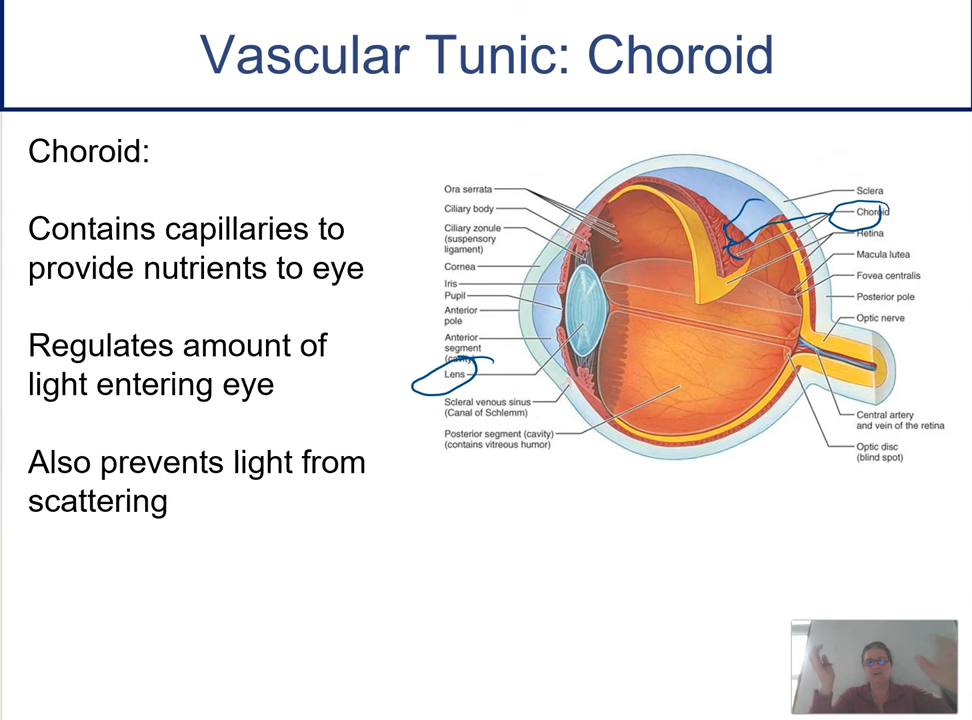 Vascular Tunic: Choroid
Choroid:
Contains capillaries to
provide nutrients to eye
Regulates amount of
light entering eye
Also prevents light from
scattering
Ora serrata
Ciliary body
Ciliary zonule
(suspensory
ligament)
Cornea
Iris
Pupil
Anterior
pole
Anterior
segment
(cavity)
Lens
Scleral venous sinus
(Canal of Schlemm)
Posterior segment (cavity)
(contains vitreous humor)
Sclera
Choroid
Retina
Macula lutea
Fovea centralis
Posterior pole
Optic nerve
Central artery
and vein of the retina
Optic disc
(blind spot)